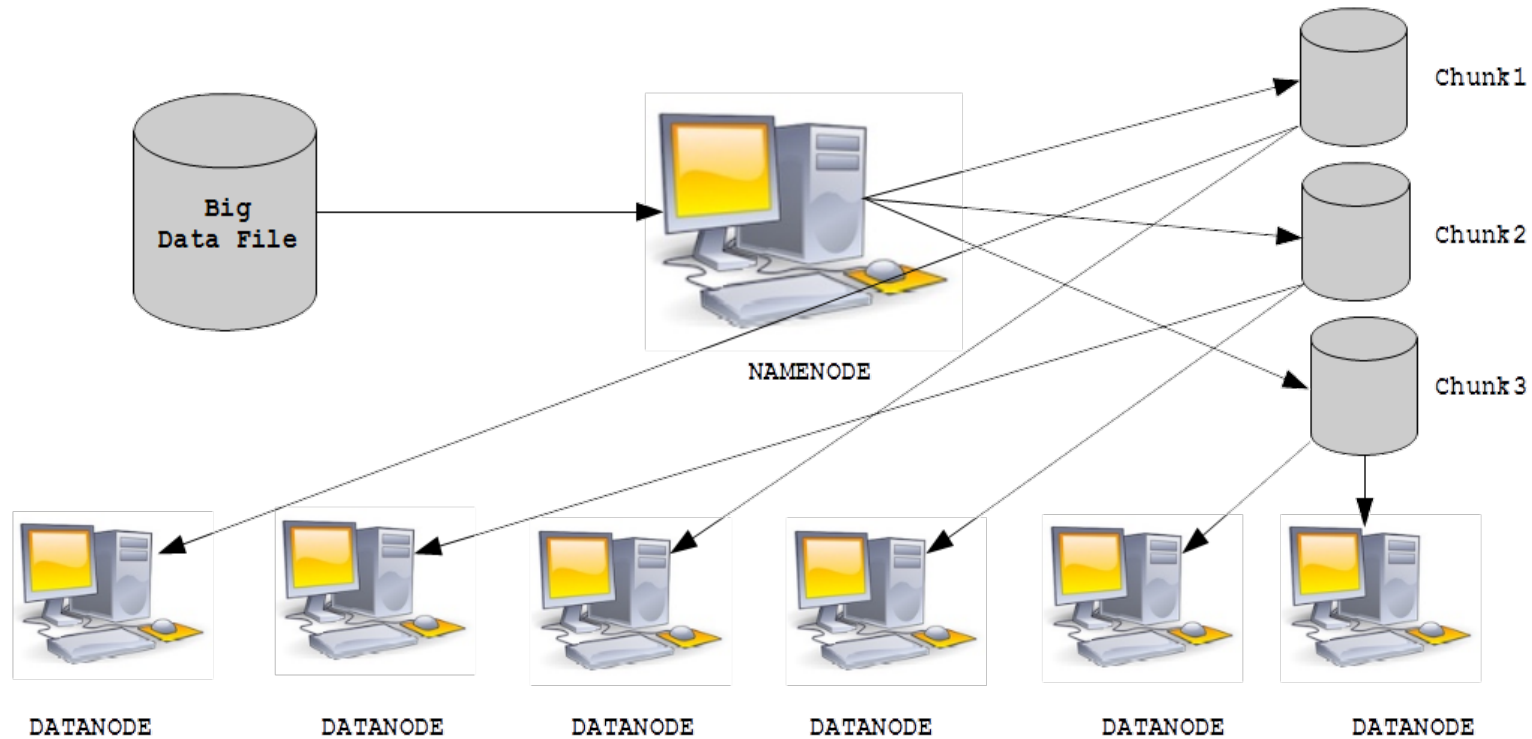 Big
Data File
NAMENODE
Chunk1
Chunk2
Chunk3
DATANODE
DATANODE
DATANODE
DATANODE
DATANODE
DATANODE